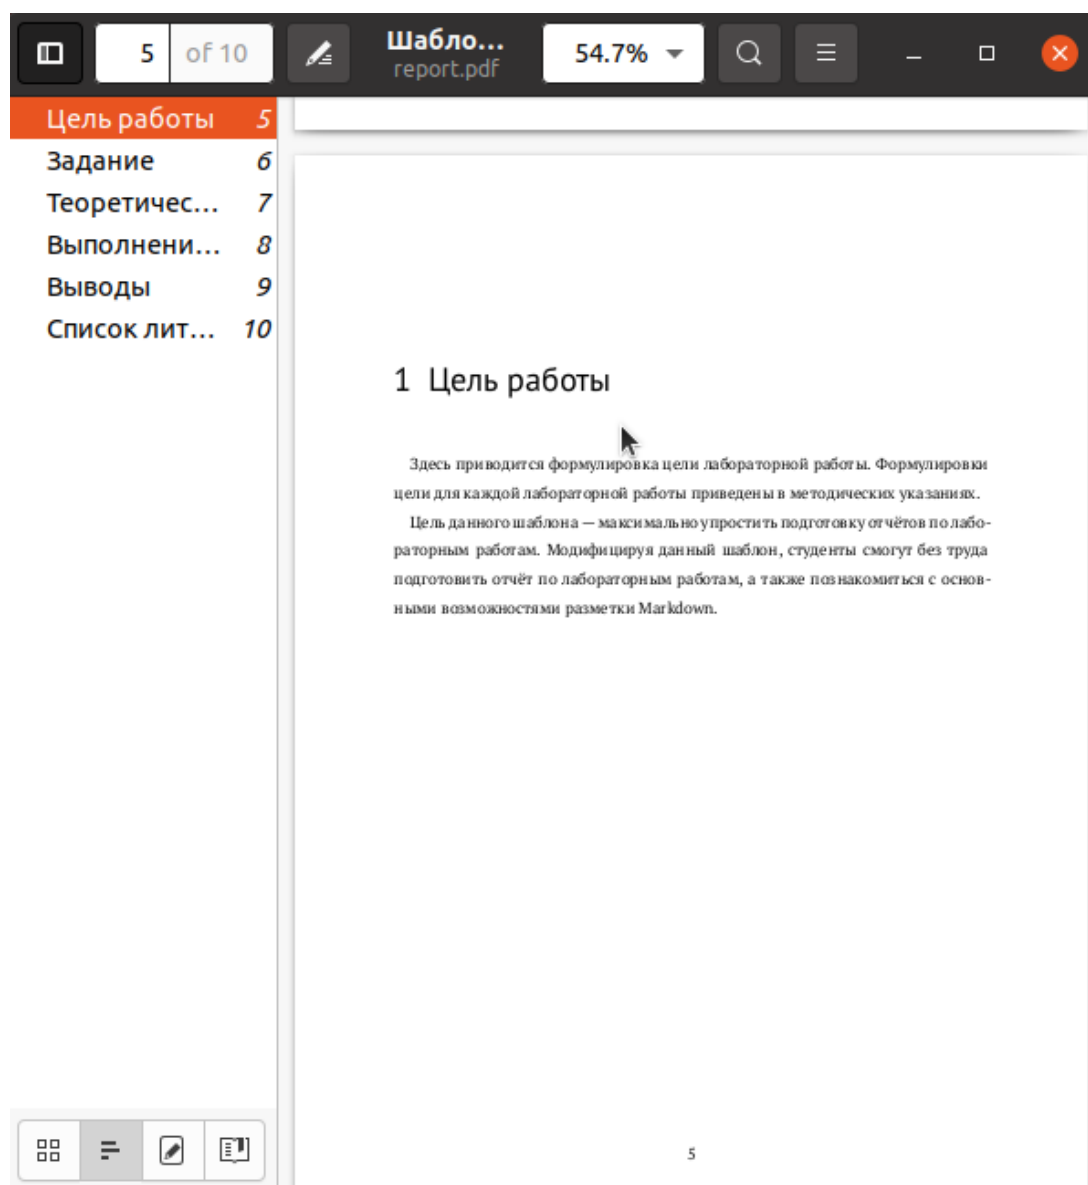 5 of 10
Шабло...
report.pdf
54.7%
Цель работы 5
Задание 6
Теоретичес... 7
Выполнени... 8
Выводы 9
Список лит... 10
1 Цель работы
Здесь приводится формулировка цели лабораторной работы. Формулировки
цели для каждой лабораторной работы приведены в методических указаниях.
Цель данного шаблона — максимально упростить подготовку отчётов по лабо-
раторным работам. Модифицируя данный шаблон, студенты смогут без труда
подготовить отчёт по лабораторным работам, а также познакомиться с основ-
ными возможностями разметки Markdown.
5